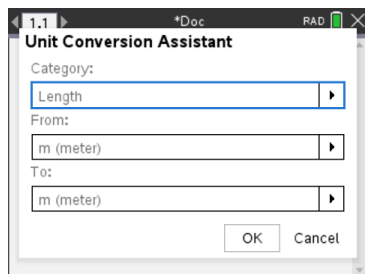 1.1 *Doc RAD
Unit Conversion Assistant
Category:
Length
From:
m (meter)
To:
m (meter)
OK Cancel